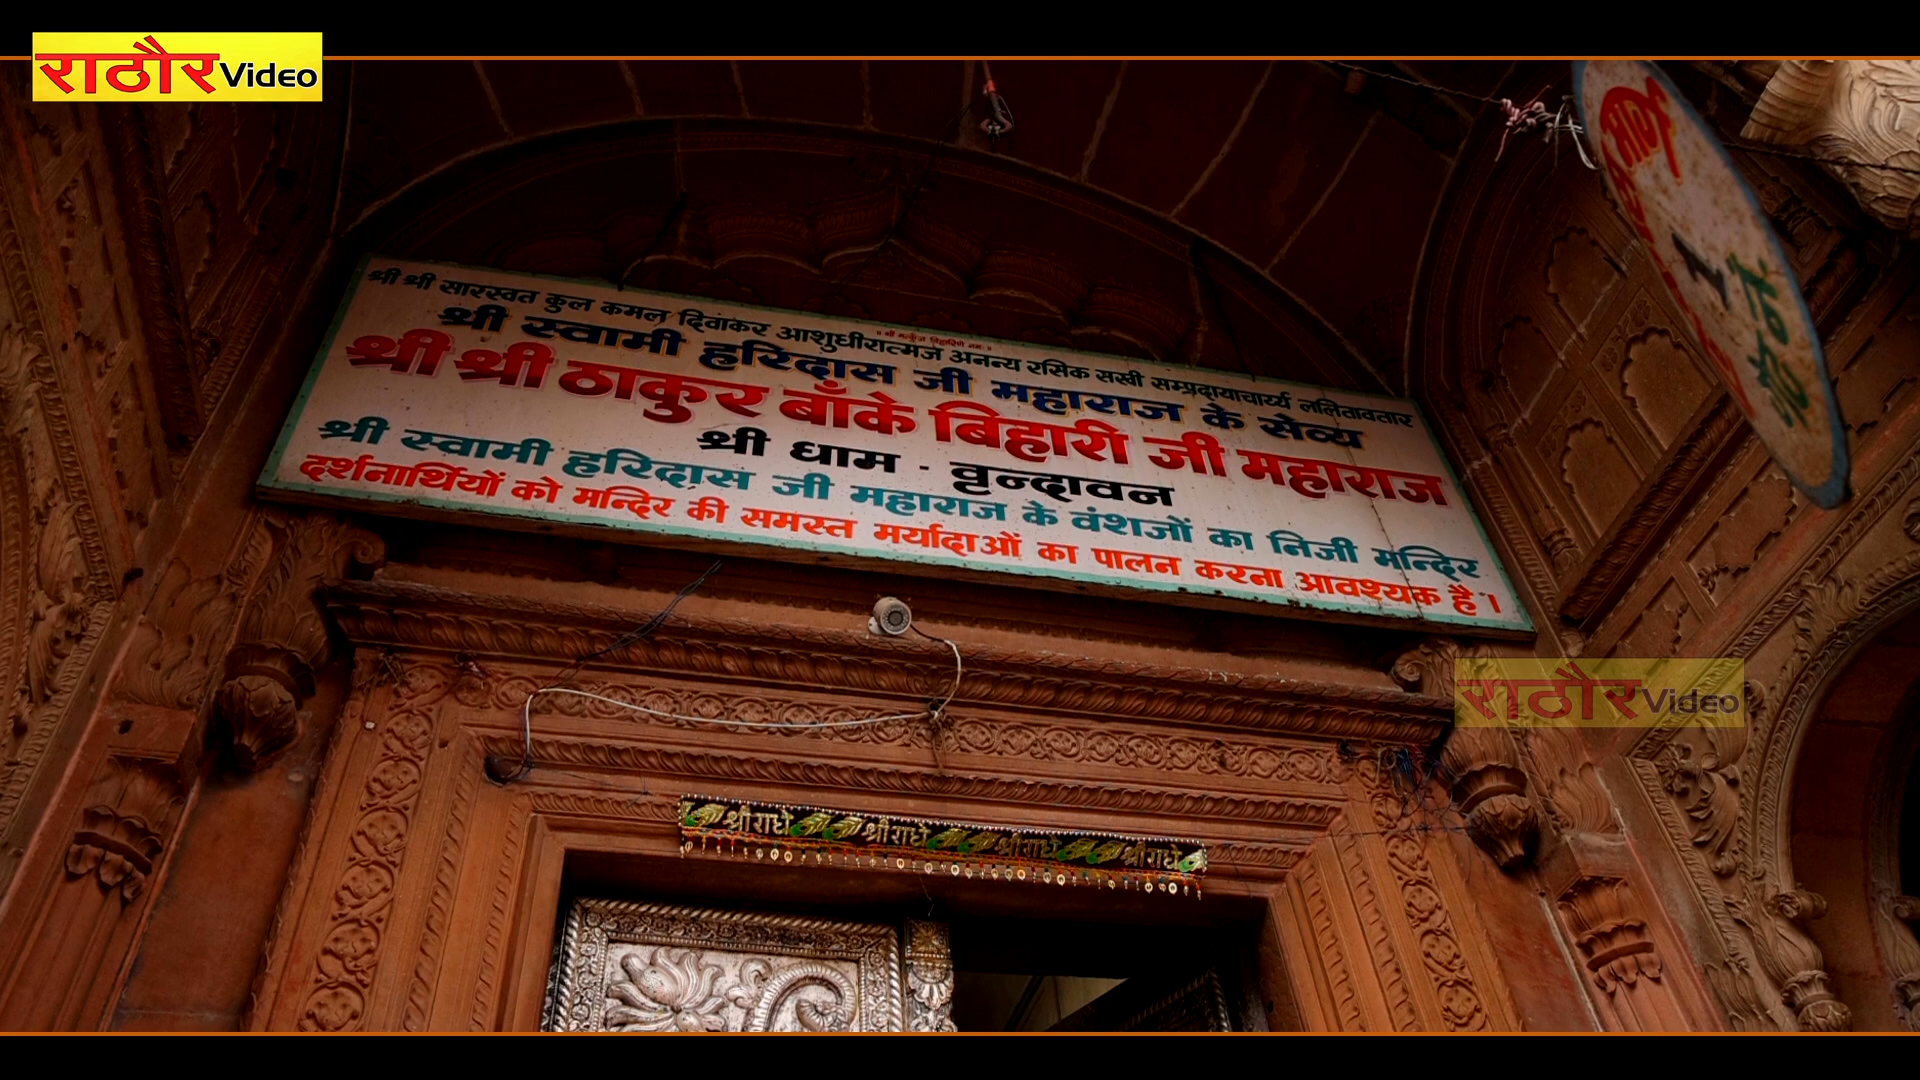 राठौर Video
मार्ग
1
श्री श्री सारस्वत कुल कमल दिवाकर आशुधीरात्मज अनन्य रसिक सखी सम्प्रदायाचार्य्य ललितावतार
श्री स्वामी हरिदास जी महाराज के सेव्य
श्री श्री ठाकुर बाँके बिहारी जी महाराज
श्री धाम - वृन्दावन
श्री स्वामी हरिदास जी महाराज के वंशजों का निजी मन्दिर
दर्शनार्थियों को मन्दिर की समस्त मर्यादाओं का पालन करना आवश्यक है ।
राठौर Video
श्री राधे श्री राधे श्री राधे श्री राधे